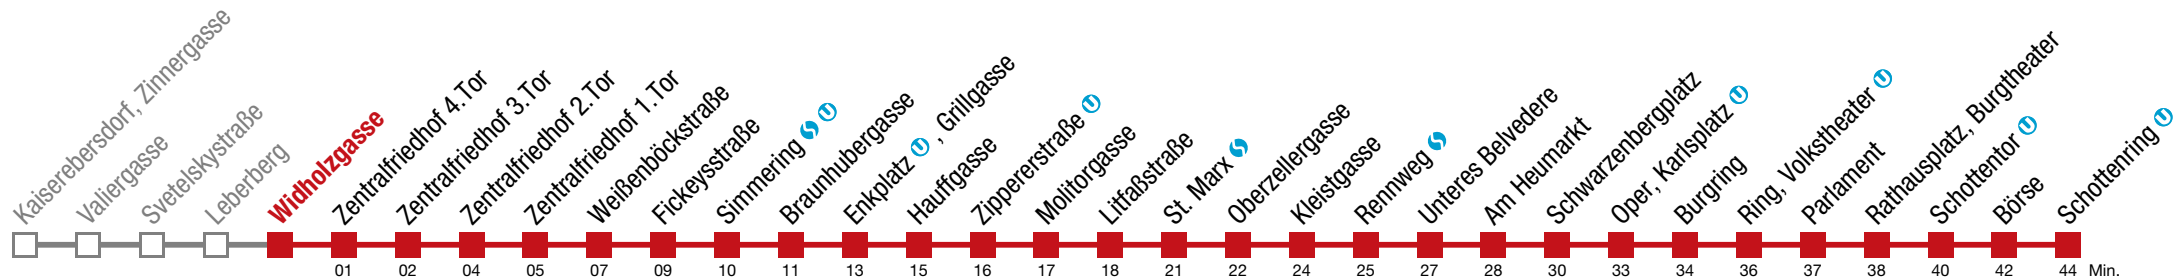 Kaiserebersdorf, Zinnergasse
Valiergasse
Svetelskystraße
Leberberg
Widholzgasse
Zentralfriedhof 4.Tor
Zentralfriedhof 3.Tor
Zentralfriedhof 2.Tor
Zentralfriedhof 1.Tor
Weißenböckstraße
Fickeysstraße
Simmering S U
Braunhubergasse
Enkplatz U, Grillgasse
Hauffgasse
Zippererstraße U
Molitorgasse
Litfaßstraße
St. Marx S
Oberzellergasse
Kleistgasse
Rennweg S
Unteres Belvedere
Am Heumarkt
Schwarzenbergplatz
Oper, Karlsplatz U
Burgring
Ring, Volkstheater U
Parlament
Rathausplatz, Burgtheater
Schottentor U
Börse
Schottenring U
01 02 04 05 07 09 10 11 13 15 16 17 18 21 22 24 25 27 28 30 33 34 36 37 38 40 42 44 Min.